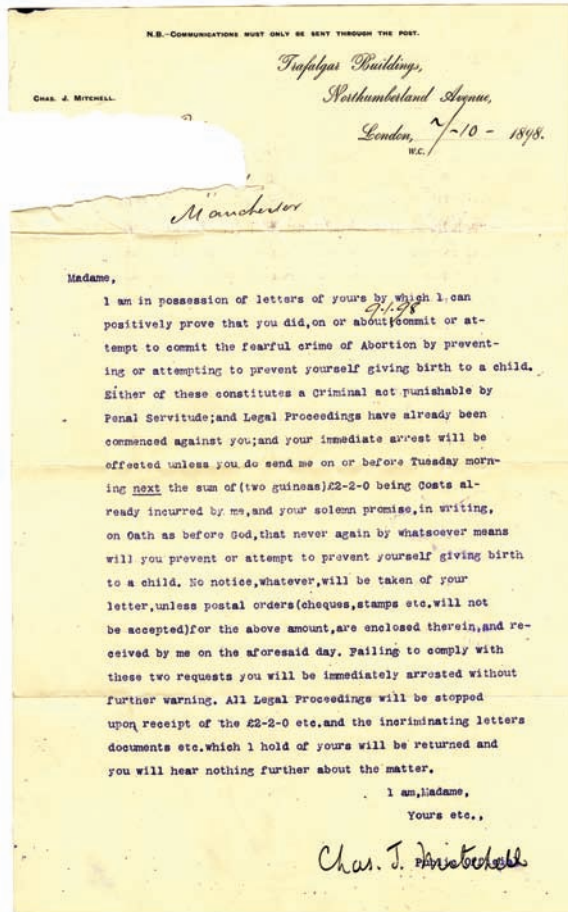 N.B.—COMMUNICATIONS MUST ONLY BE SENT THROUGH THE POST.
Trafalgar Buildings,
CHAS. J. MITCHELL.
Northumberland Avenue,
London, 7/-10- 1898.
W.C.
Manchester
Madame,
1 am in possession of letters of yours by which 1 can
9.1.98
positively prove that you did,on or about commit or at-
tempt to commit the fearful crime of Abortion by prevent-
ing or attempting to prevent yourself giving birth to a child.
Either of these constitutes a Criminal act punishable by
Penal Servitude;and Legal Proceedings have already been
commenced against you;and your immediate arrest will be
effected unless you do send me on or before Tuesday morn-
ing next the sum of(two guineas)£2-2-0 being Costs al-
ready incurred by me,and your solemn promise,in writing,
on Oath as before God,that never again by whatsoever means
will you prevent or attempt to prevent yourself giving birth
to a child. No notice,whatever,will be taken of your
letter,unless postal orders(cheques,stamps etc.will not
be accepted)for the above amount,are enclosed therein,and re-
ceived by me on the aforesaid day. Failing to comply with
these two requests you will be immediately arrested without
further warning. All Legal Proceedings will be stopped
upon receipt of the £2-2-0 etc.and the incriminating letters
documents etc.which 1 hold of yours will be returned and
you will hear nothing further about the matter.
1 am,Madame,
Yours etc.,
Chas. J. Mitchell
Public Official